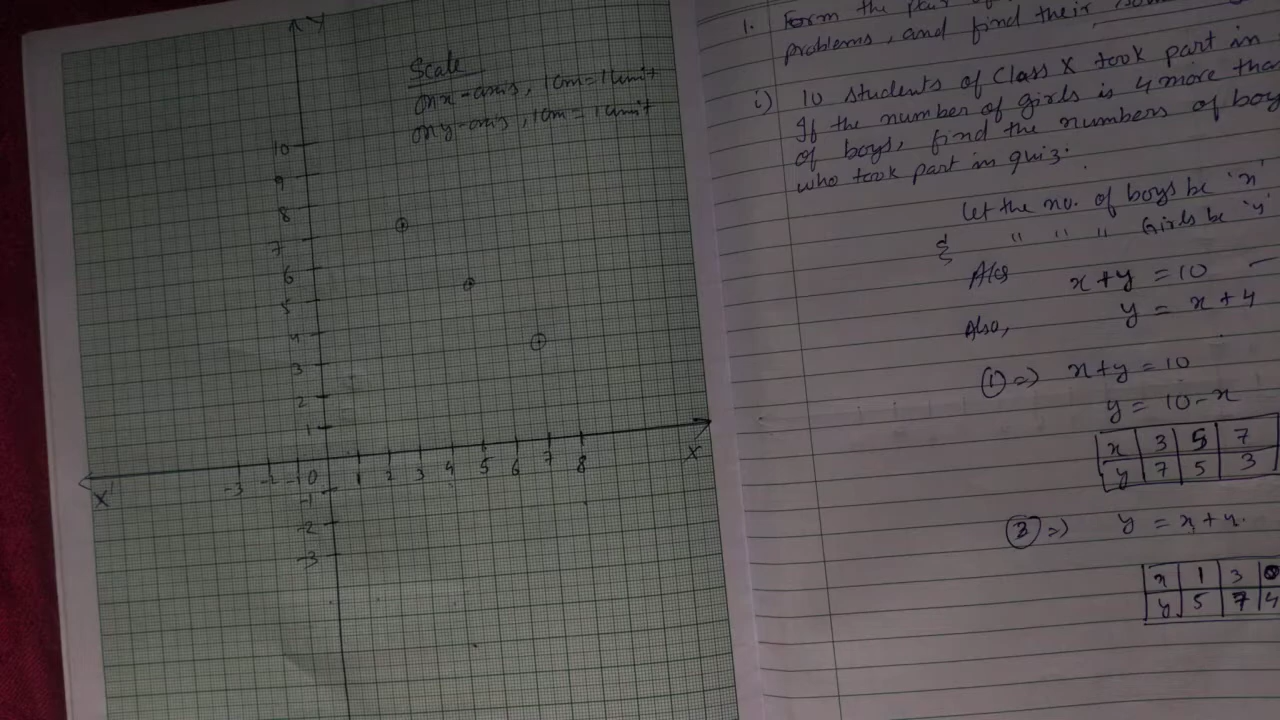 Y
Scale
on x-axis, 1cm = 1 unit
on y-axis, 1cm = 1 unit
10
9
8
7
6
5
4
3
2
1
X' -3 -2 -1 0 1 2 3 4 5 6 7 8 X
-1
-2
-3
1. Form the pair of
problems, and find their
i) 10 students of Class X took part in
If the number of girls is 4 more than
of boys, find the numbers of boy
who took part in quiz.
Let the no. of boys be 'x'
& " " " Girls be 'y'
x+y = 10
Also, y = x+4
① => x+y = 10
y = 10-x
x 3 5 7
y 7 5 3
=> y = x+4.
x 1 3 0
y 5 7 4